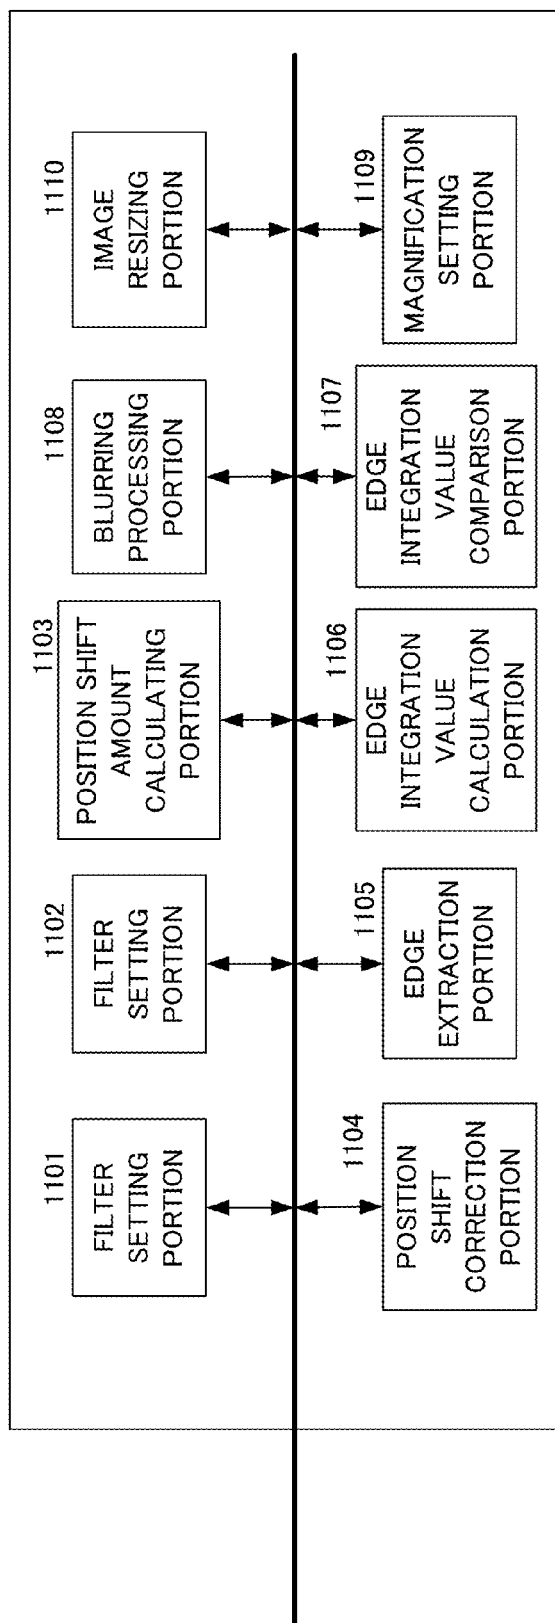 1101
FILTER
SETTING
PORTION
1102
FILTER
SETTING
PORTION
1103
POSITION SHIFT
AMOUNT
CALCULATING
PORTION
1108
BLURRING
PROCESSING
PORTION
1110
IMAGE
RESIZING
PORTION
1104
POSITION
SHIFT
CORRECTION
PORTION
1105
EDGE
EXTRACTION
PORTION
1106
EDGE
INTEGRATION
VALUE
CALCULATION
PORTION
1107
EDGE
INTEGRATION
VALUE
COMPARISON
PORTION
1109
MAGNIFICATION
SETTING
PORTION